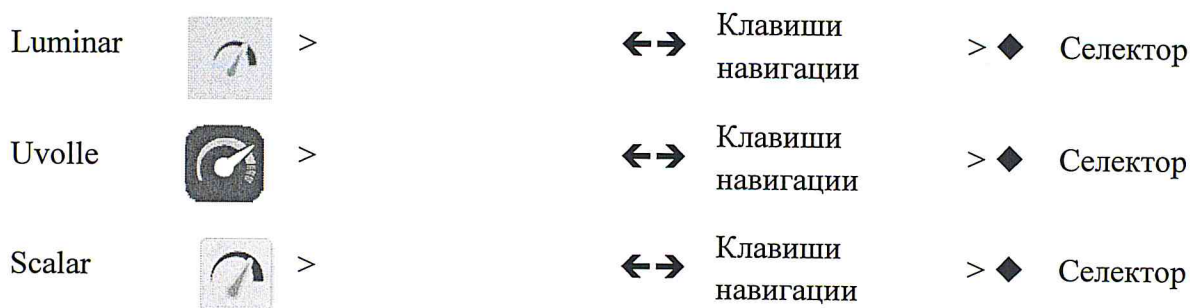 Luminar > ←→ Клавиши навигации > ◆ Селектор
Uvolle > ←→ Клавиши навигации > ◆ Селектор
Scalar > ←→ Клавиши навигации > ◆ Селектор